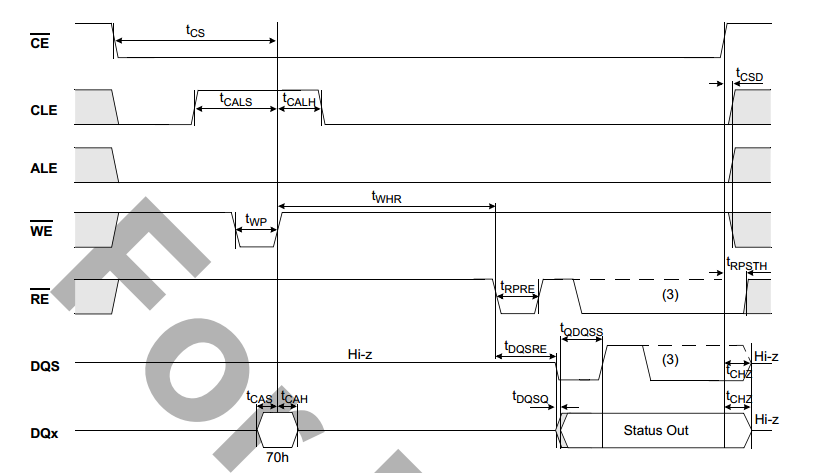 CE
tCS
tCSD
CLE
tCALS
tCALH
ALE
tWHR
WE
tWP
tRPSTH
RE
tRPRE
(3)
tQDQSS
tDQSRE
DQS
Hi-z
(3)
Hi-z
tCHZ
tCAS
tCAH
tDQSQ
tCHZ
DQx
Status Out
Hi-z
70h
For